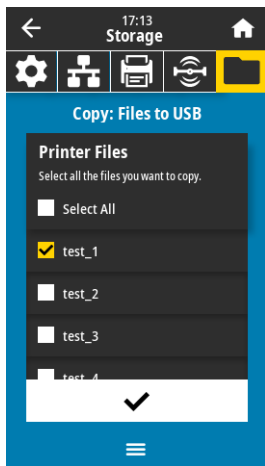 17:13
Storage
Copy: Files to USB
Printer Files
Select all the files you want to copy.
Select All
test_1
test_2
test_3
test_4